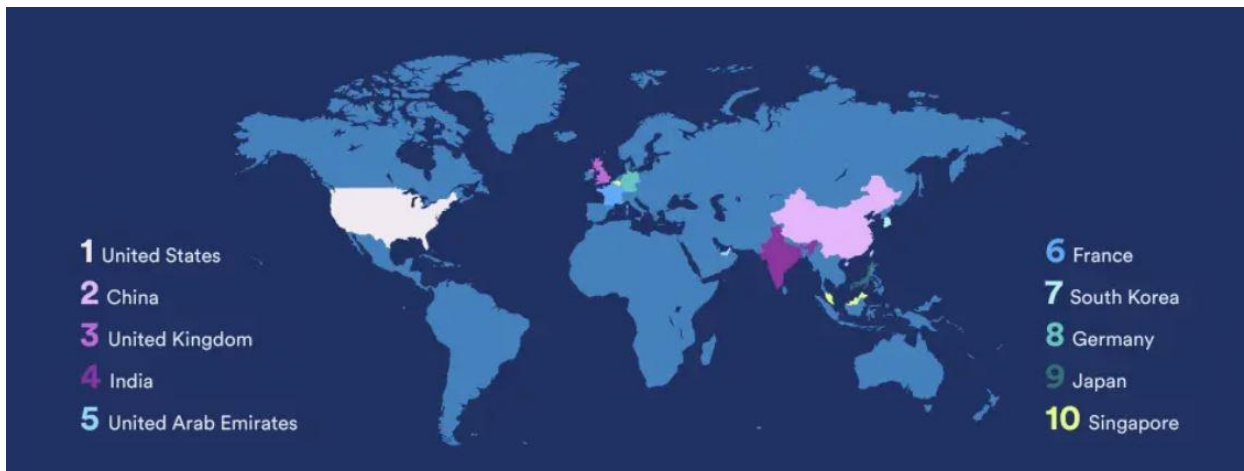 1 United States
2 China
3 United Kingdom
4 India
5 United Arab Emirates
6 France
7 South Korea
8 Germany
9 Japan
10 Singapore